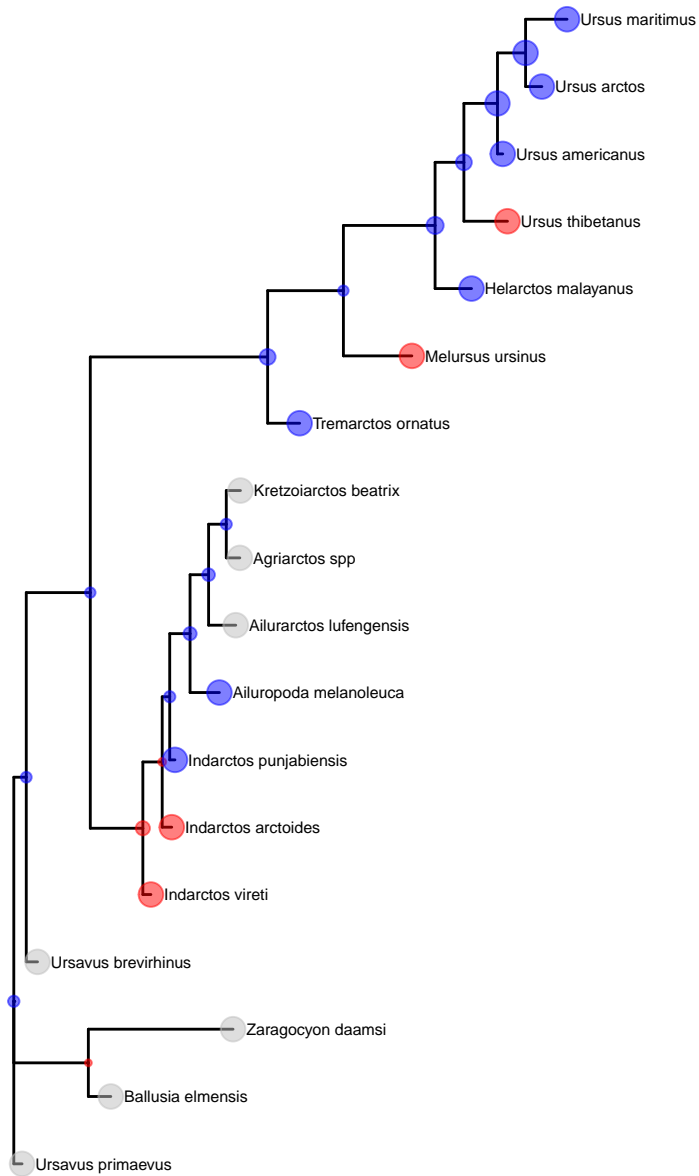 Ursus maritimus
Ursus arctos
Ursus americanus
Ursus thibetanus
Helarctos malayanus
Melursus ursinus
Tremarctos ornatus
Kretzoiarctos beatrix
Agriarctos spp
Ailurarctos lufengensis
Ailuropoda melanoleuca
Indarctos punjabiensis
Indarctos arctoides
Indarctos vireti
Ursavus brevirhinus
Zaragocyon daamsi
Ballusia elmensis
Ursavus primaevus